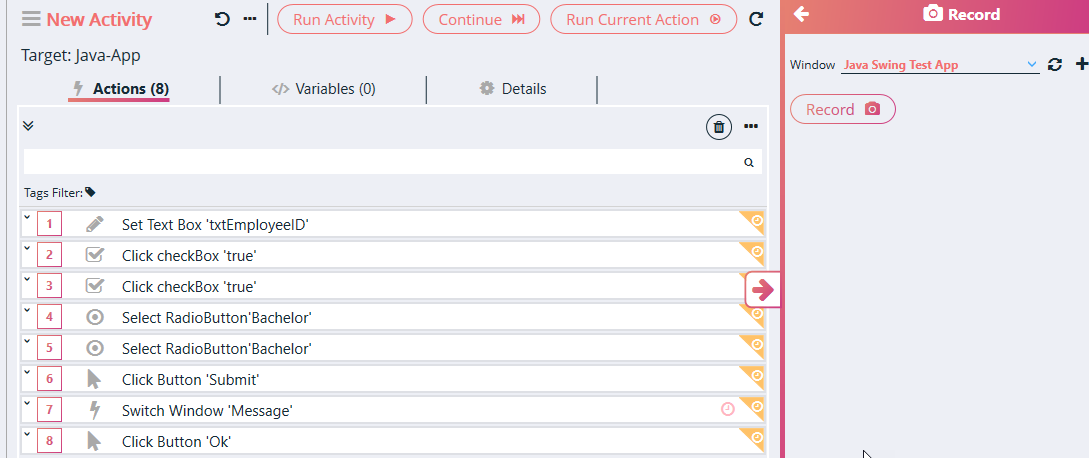 New Activity
Run Activity
Continue
Run Current Action
Target: Java-App
Actions (8)
Variables (0)
Details
Tags Filter:
1 Set Text Box 'txtEmployeeID'
2 Click checkBox 'true'
3 Click checkBox 'true'
4 Select RadioButton'Bachelor'
5 Select RadioButton'Bachelor'
6 Click Button 'Submit'
7 Switch Window 'Message'
8 Click Button 'Ok'
Record
Window Java Swing Test App
Record